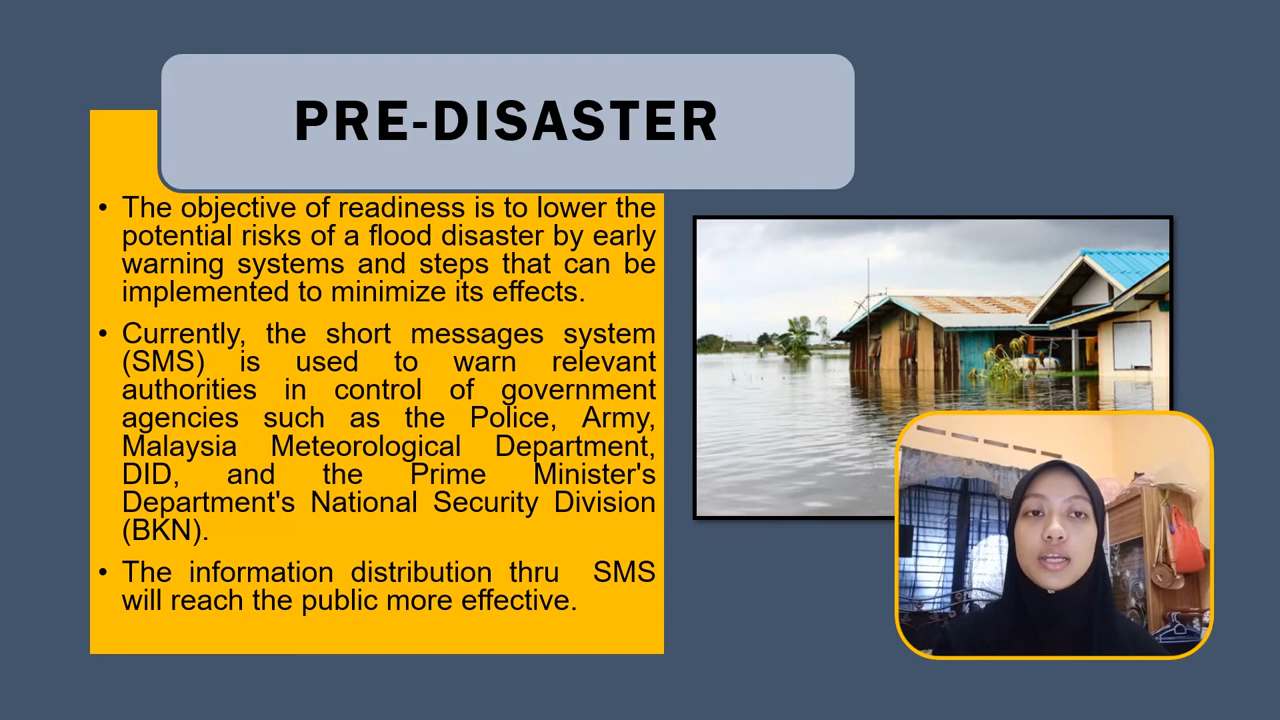 PRE-DISASTER
• The objective of readiness is to lower the
potential risks of a flood disaster by early
warning systems and steps that can be
implemented to minimize its effects.
• Currently, the short messages system
(SMS) is used to warn relevant
authorities in control of government
agencies such as the Police, Army,
Malaysia Meteorological Department,
DID, and the Prime Minister's
Department's National Security Division
(BKN).
• The information distribution thru SMS
will reach the public more effective.